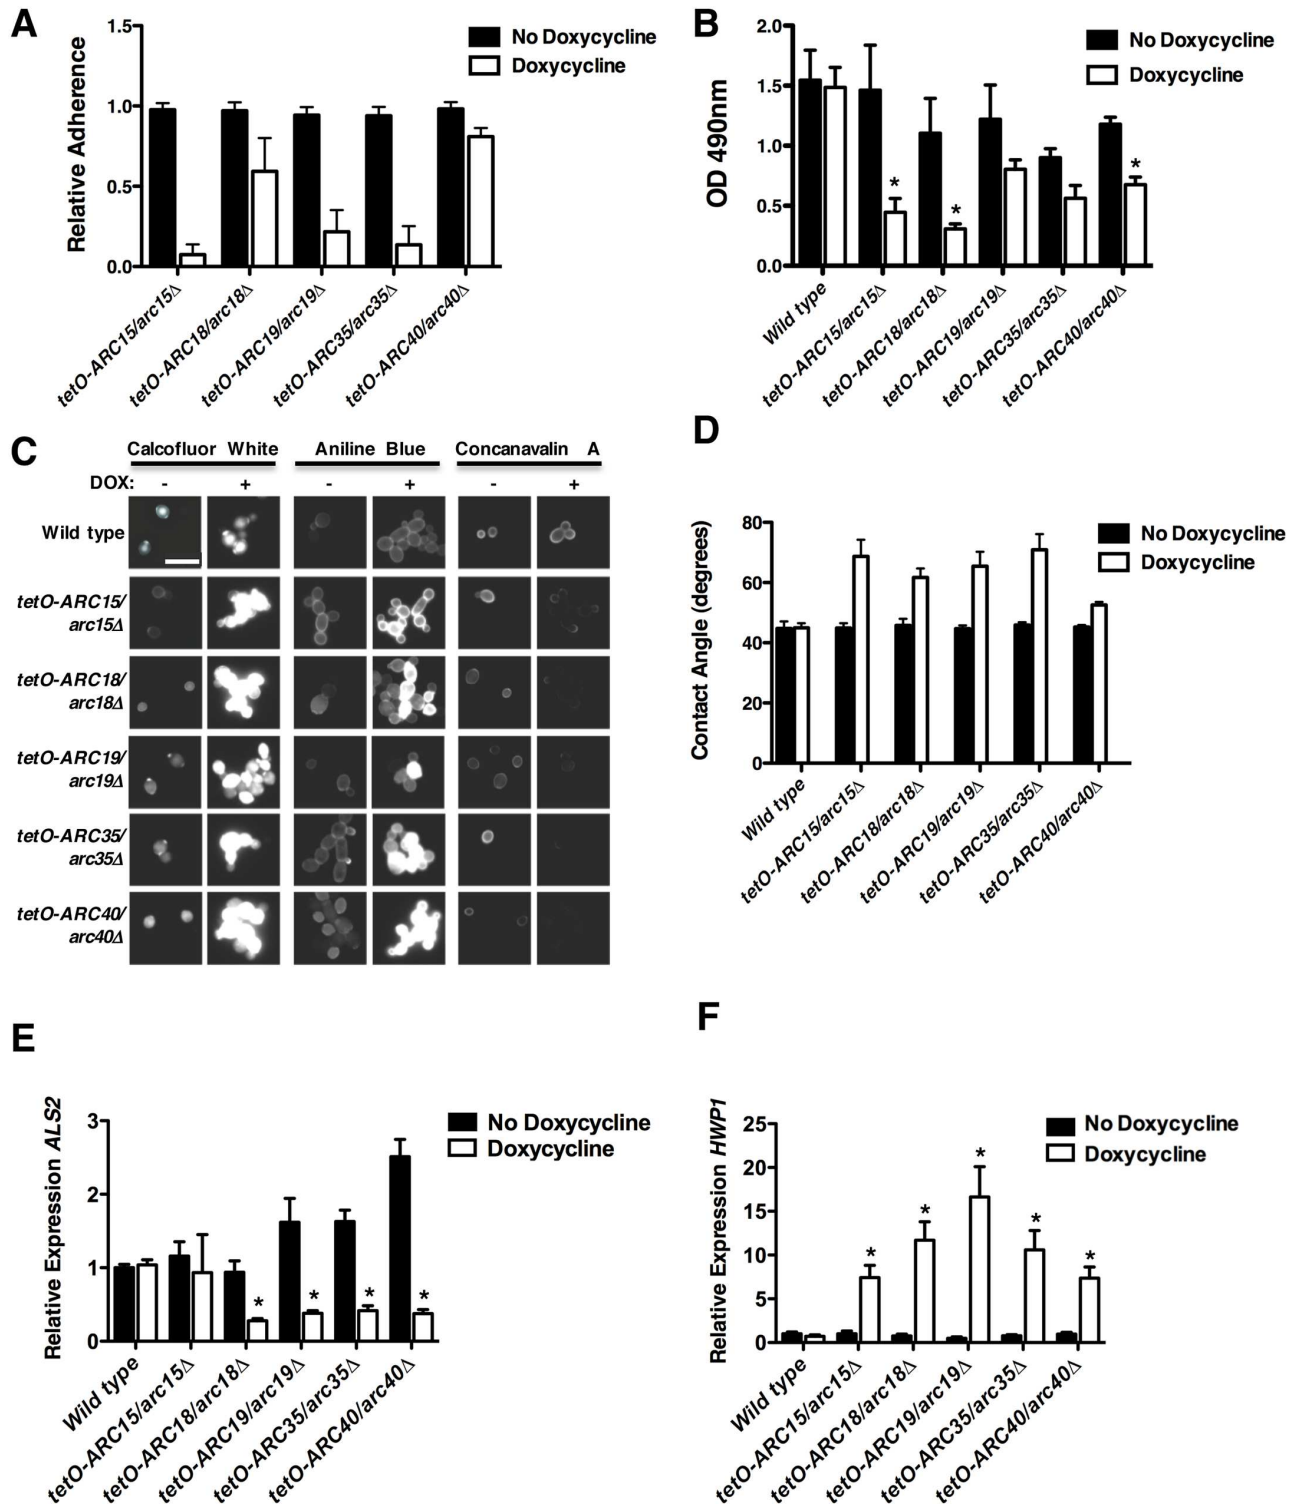 A
1.5
1.0
0.5
0.0
Relative Adherence
No Doxycycline
Doxycycline
tetO-ARC15/arc15Δ
tetO-ARC18/arc18Δ
tetO-ARC19/arc19Δ
tetO-ARC35/arc35Δ
tetO-ARC40/arc40Δ
B
2.0
1.5
1.0
0.5
0.0
OD 490nm
No Doxycycline
Doxycycline
*
*
*
Wild type
tetO-ARC15/arc15Δ
tetO-ARC18/arc18Δ
tetO-ARC19/arc19Δ
tetO-ARC35/arc35Δ
tetO-ARC40/arc40Δ
C
Calcofluor White Aniline Blue Concanavalin A
DOX: - + - + - +
Wild type
tetO-ARC15/
arc15Δ
tetO-ARC18/
arc18Δ
tetO-ARC19/
arc19Δ
tetO-ARC35/
arc35Δ
tetO-ARC40/
arc40Δ
D
80
60
40
20
0
Contact Angle (degrees)
No Doxycycline
Doxycycline
Wild type
tetO-ARC15/arc15Δ
tetO-ARC18/arc18Δ
tetO-ARC19/arc19Δ
tetO-ARC35/arc35Δ
tetO-ARC40/arc40Δ
E
3
2
1
0
Relative Expression ALS2
No Doxycycline
Doxycycline
* * * *
Wild type
tetO-ARC15/arc15Δ
tetO-ARC18/arc18Δ
tetO-ARC19/arc19Δ
tetO-ARC35/arc35Δ
tetO-ARC40/arc40Δ
F
25
20
15
10
5
0
Relative Expression HWP1
No Doxycycline
Doxycycline
* * * * *
Wild type
tetO-ARC15/arc15Δ
tetO-ARC18/arc18Δ
tetO-ARC19/arc19Δ
tetO-ARC35/arc35Δ
tetO-ARC40/arc40Δ